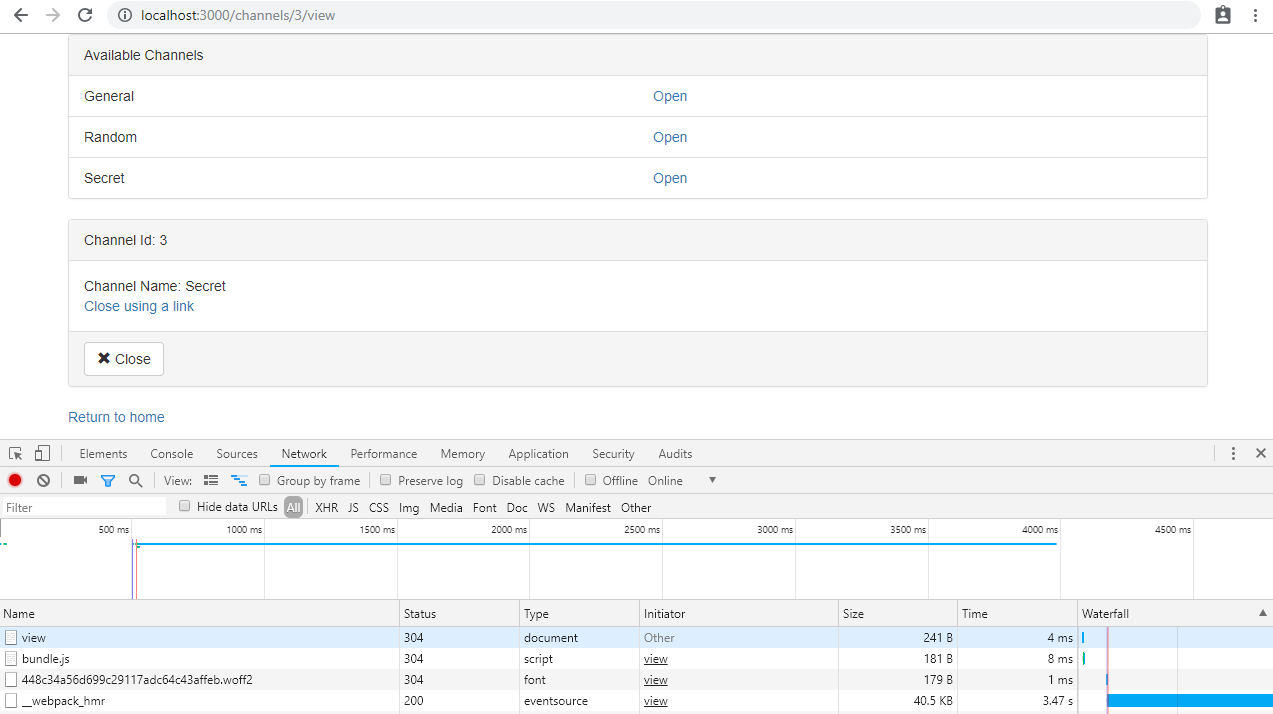 localhost:3000/channels/3/view
Available Channels
General Open
Random Open
Secret Open
Channel Id: 3
Channel Name: Secret
Close using a link
✖ Close
Return to home
Elements Console Sources Network Performance Memory Application Security Audits
View: Group by frame Preserve log Disable cache Offline Online
Filter Hide data URLs All XHR JS CSS Img Media Font Doc WS Manifest Other
500 ms 1000 ms 1500 ms 2000 ms 2500 ms 3000 ms 3500 ms 4000 ms 4500 ms
Name Status Type Initiator Size Time Waterfall
view 304 document Other 241 B 4 ms
bundle.js 304 script view 181 B 8 ms
448c34a56d699c29117adc64c43affeb.woff2 304 font view 179 B 1 ms
__webpack_hmr 200 eventsource view 40.5 KB 3.47 s